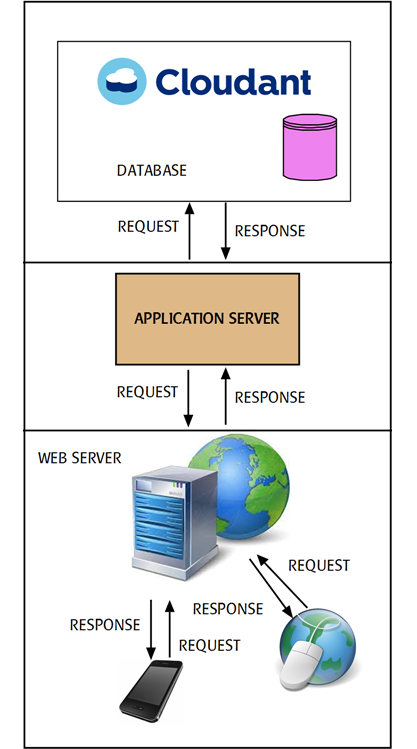 Cloudant
DATABASE
REQUEST
RESPONSE
APPLICATION SERVER
REQUEST
RESPONSE
WEB SERVER
REQUEST
RESPONSE
RESPONSE
REQUEST